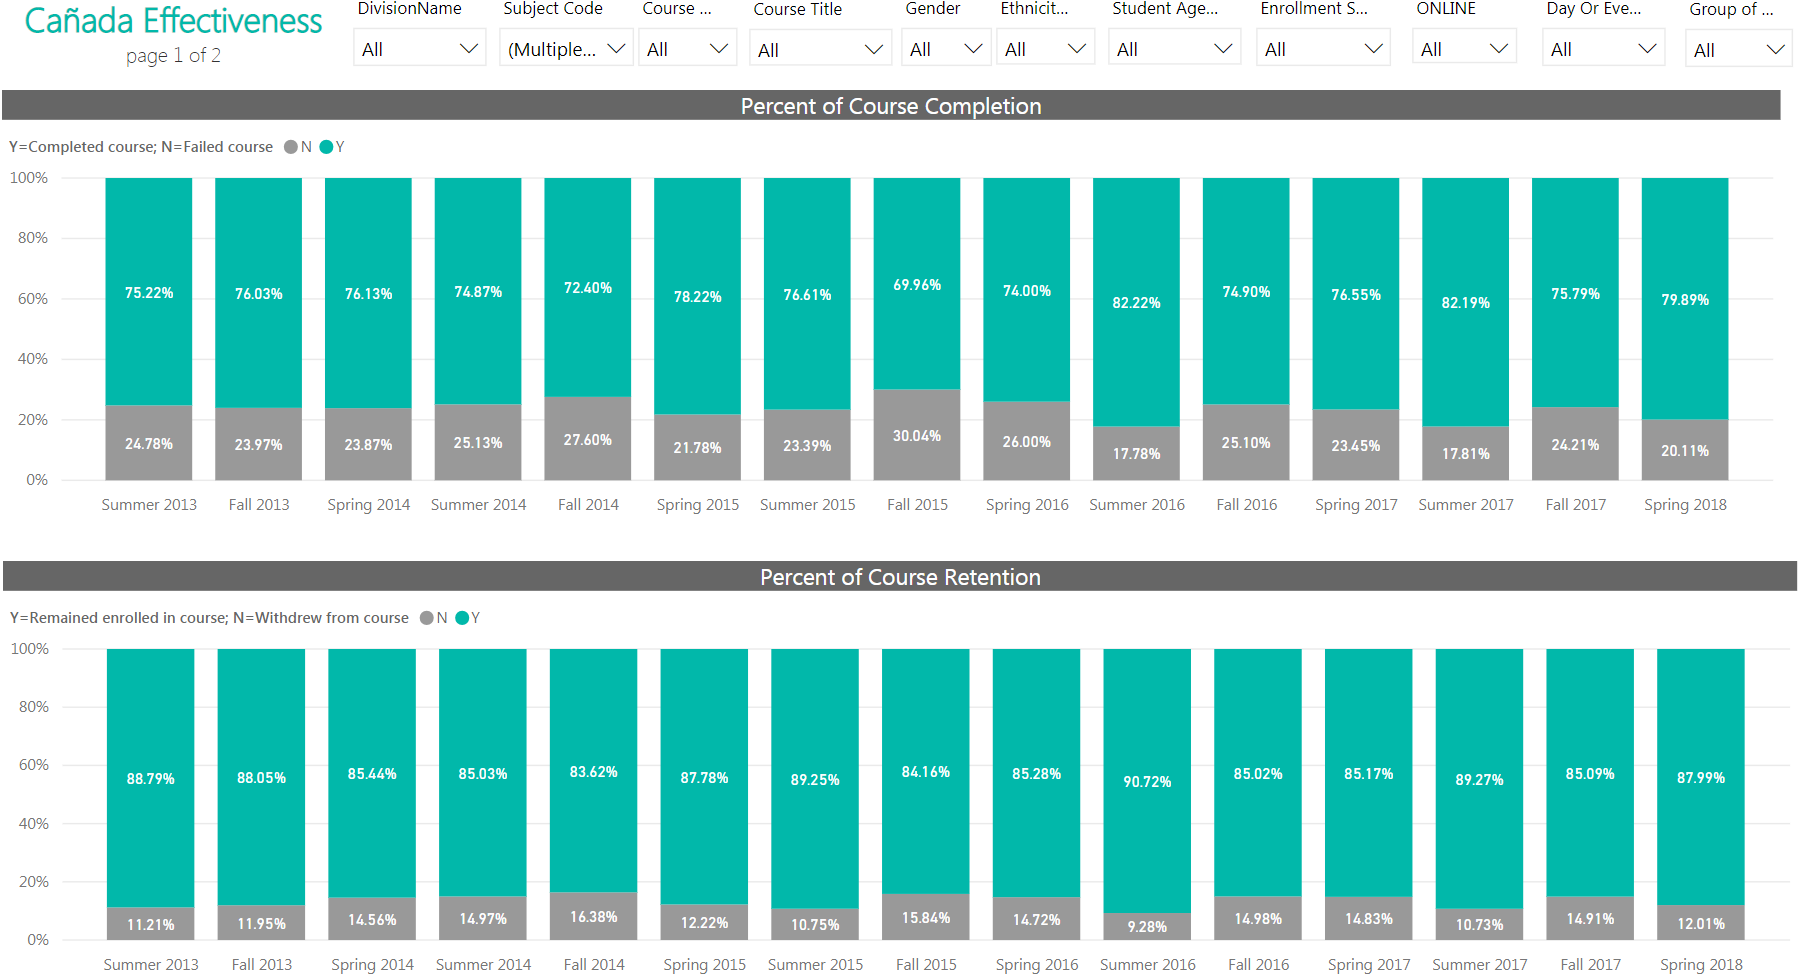 Cañada Effectiveness
page 1 of 2
DivisionName Subject Code Course ... Course Title Gender Ethnicit... Student Age... Enrollment S... ONLINE Day Or Eve... Group of ...
All (Multiple... All All All All All All All All All
Percent of Course Completion
Y=Completed course; N=Failed course N Y
100%
80%
60%
40%
20%
0%
75.22% 76.03% 76.13% 74.87% 72.40% 78.22% 76.61% 69.96% 74.00% 82.22% 74.90% 76.55% 82.19% 75.79% 79.89%
24.78% 23.97% 23.87% 25.13% 27.60% 21.78% 23.39% 30.04% 26.00% 17.78% 25.10% 23.45% 17.81% 24.21% 20.11%
Summer 2013 Fall 2013 Spring 2014 Summer 2014 Fall 2014 Spring 2015 Summer 2015 Fall 2015 Spring 2016 Summer 2016 Fall 2016 Spring 2017 Summer 2017 Fall 2017 Spring 2018
Percent of Course Retention
Y=Remained enrolled in course; N=Withdrew from course N Y
100%
80%
60%
40%
20%
0%
88.79% 88.05% 85.44% 85.03% 83.62% 87.78% 89.25% 84.16% 85.28% 90.72% 85.02% 85.17% 89.27% 85.09% 87.99%
11.21% 11.95% 14.56% 14.97% 16.38% 12.22% 10.75% 15.84% 14.72% 9.28% 14.98% 14.83% 10.73% 14.91% 12.01%
Summer 2013 Fall 2013 Spring 2014 Summer 2014 Fall 2014 Spring 2015 Summer 2015 Fall 2015 Spring 2016 Summer 2016 Fall 2016 Spring 2017 Summer 2017 Fall 2017 Spring 2018